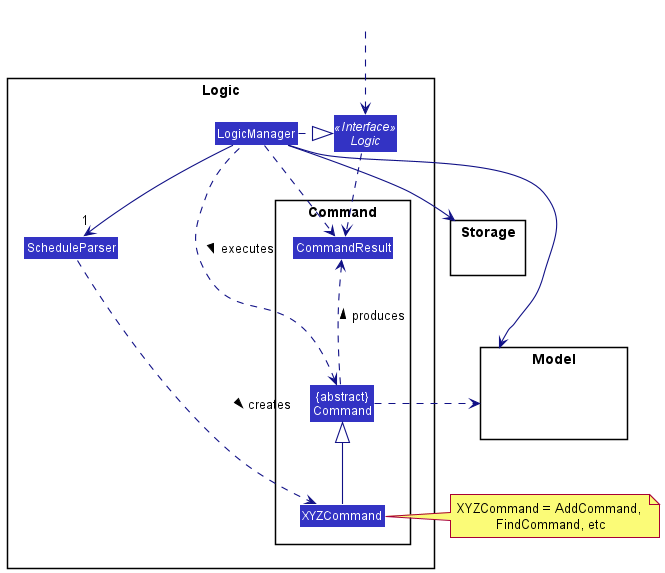 Logic
LogicManager
«Interface»
Logic
1
Command
Storage
ScheduleParser
executes
CommandResult
produces
Model
{abstract}
Command
creates
XYZCommand
XYZCommand = AddCommand,
FindCommand, etc